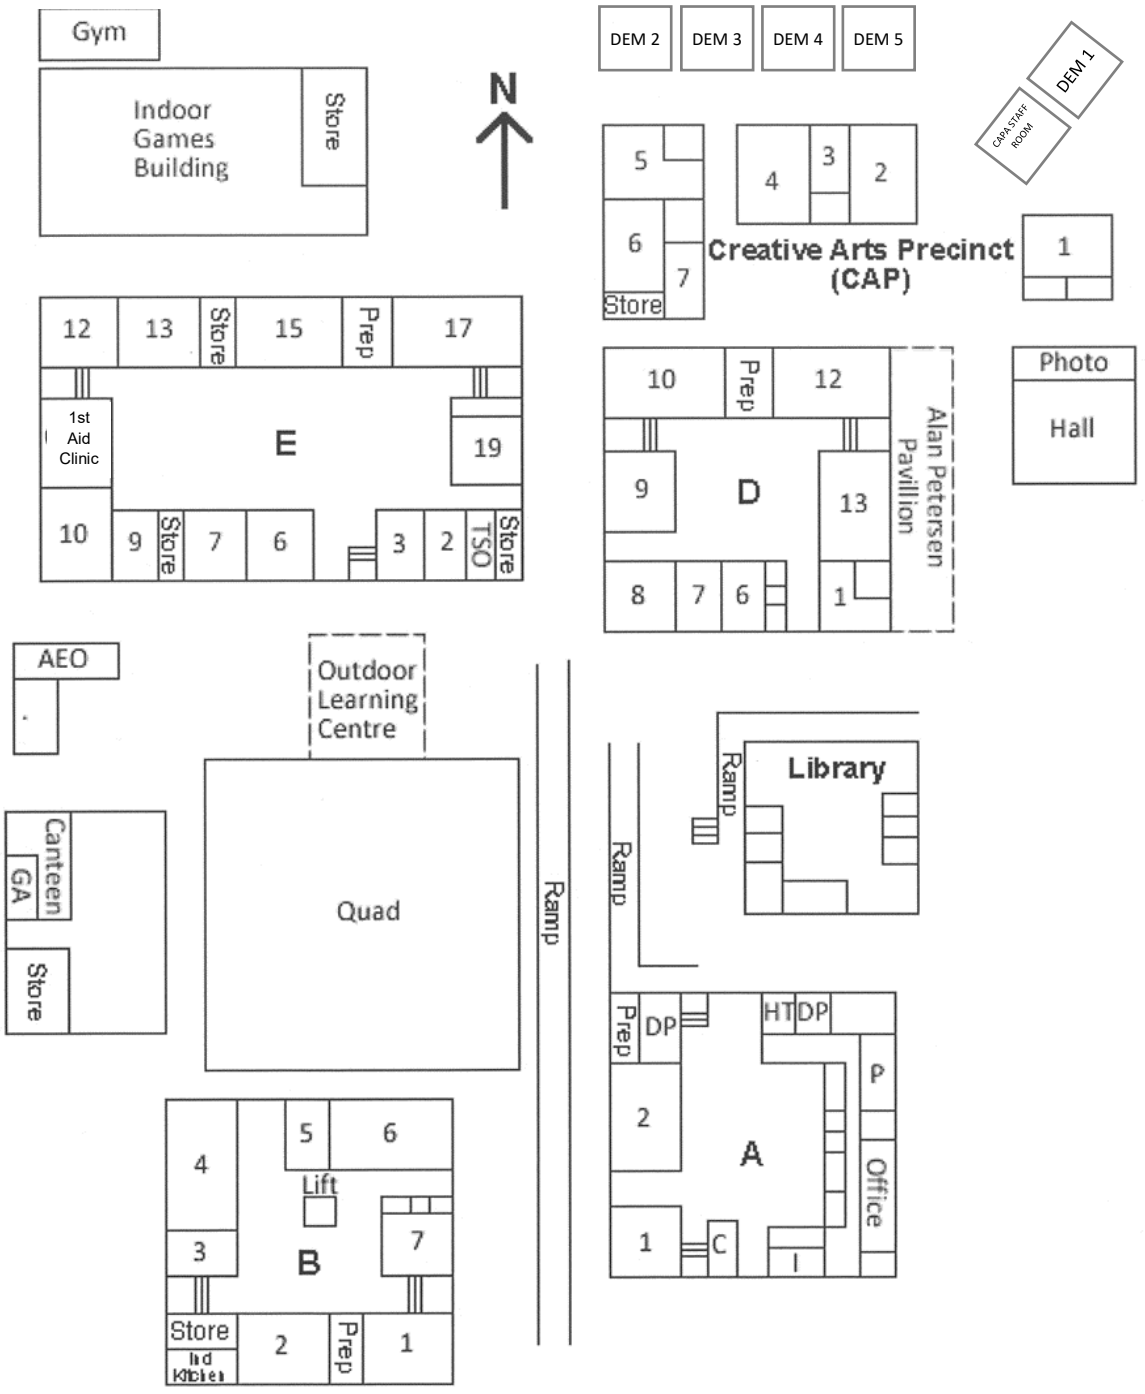 Gym
DEM 2
DEM 3
DEM 4
DEM 5
DEM 1
CAPA STAFF
ROOM
N
Indoor
Games
Building
Store
5
6
7
Store
4
3
2
Creative Arts Precinct
(CAP)
1
12
13
Store
15
Prep
17
1st
Aid
Clinic
E
19
10
9
Store
7
6
3
2
TSO
Store
10
Prep
12
9
D
13
8
7
6
1
Alan Petersen
Pavillion
Photo
Hall
AEO
Outdoor
Learning
Centre
Canteen
GA
Store
Quad
Ramp
Ramp
Ramp
Library
4
5
6
Lift
3
B
7
Store
Ind
Kitchen
2
Prep
1
Prep
DP
HT
DP
P
2
A
Office
1
C
I